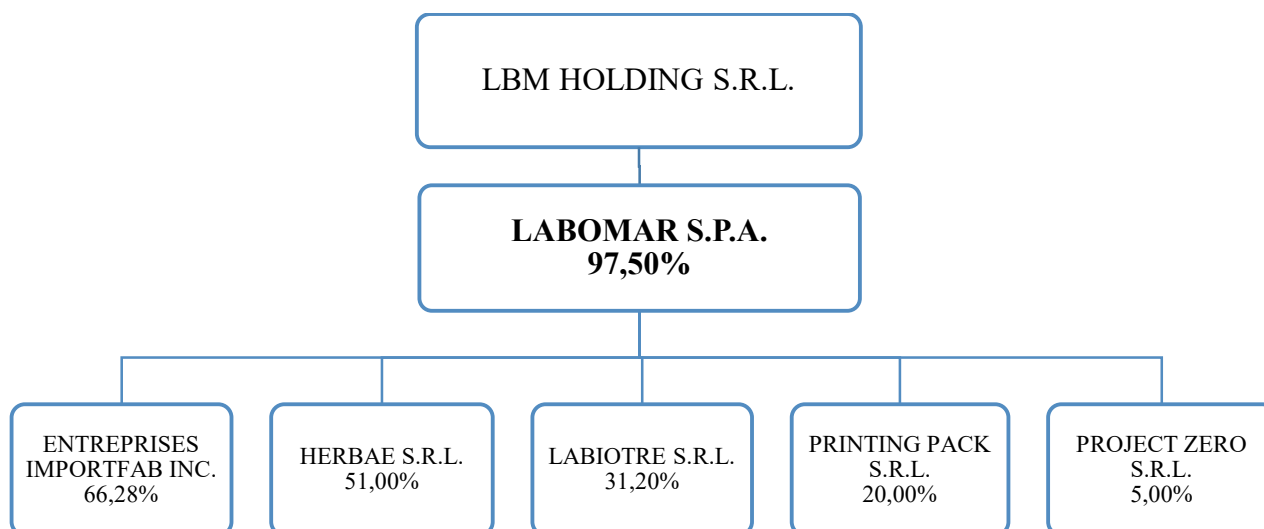 LBM HOLDING S.R.L.
LABOMAR S.P.A.
97,50%
ENTREPRISES
IMPORTFAB INC.
66,28%
HERBAE S.R.L.
51,00%
LABIOTRE S.R.L.
31,20%
PRINTING PACK
S.R.L.
20,00%
PROJECT ZERO
S.R.L.
5,00%